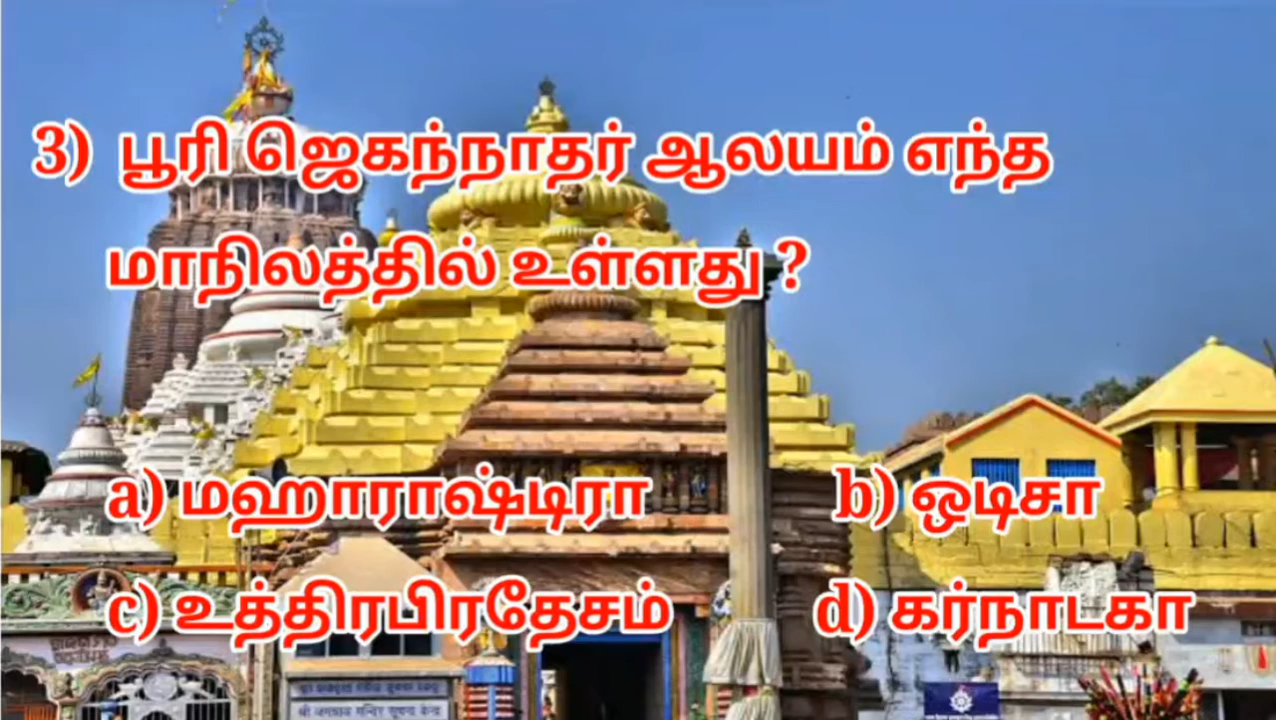 3) பூரி ஜெகந்நாதர் ஆலயம் எந்த
மாநிலத்தில் உள்ளது ?
a) மஹாராஷ்டிரா b) ஒடிசா
c) உத்திரபிரதேசம் d) கர்நாடகா